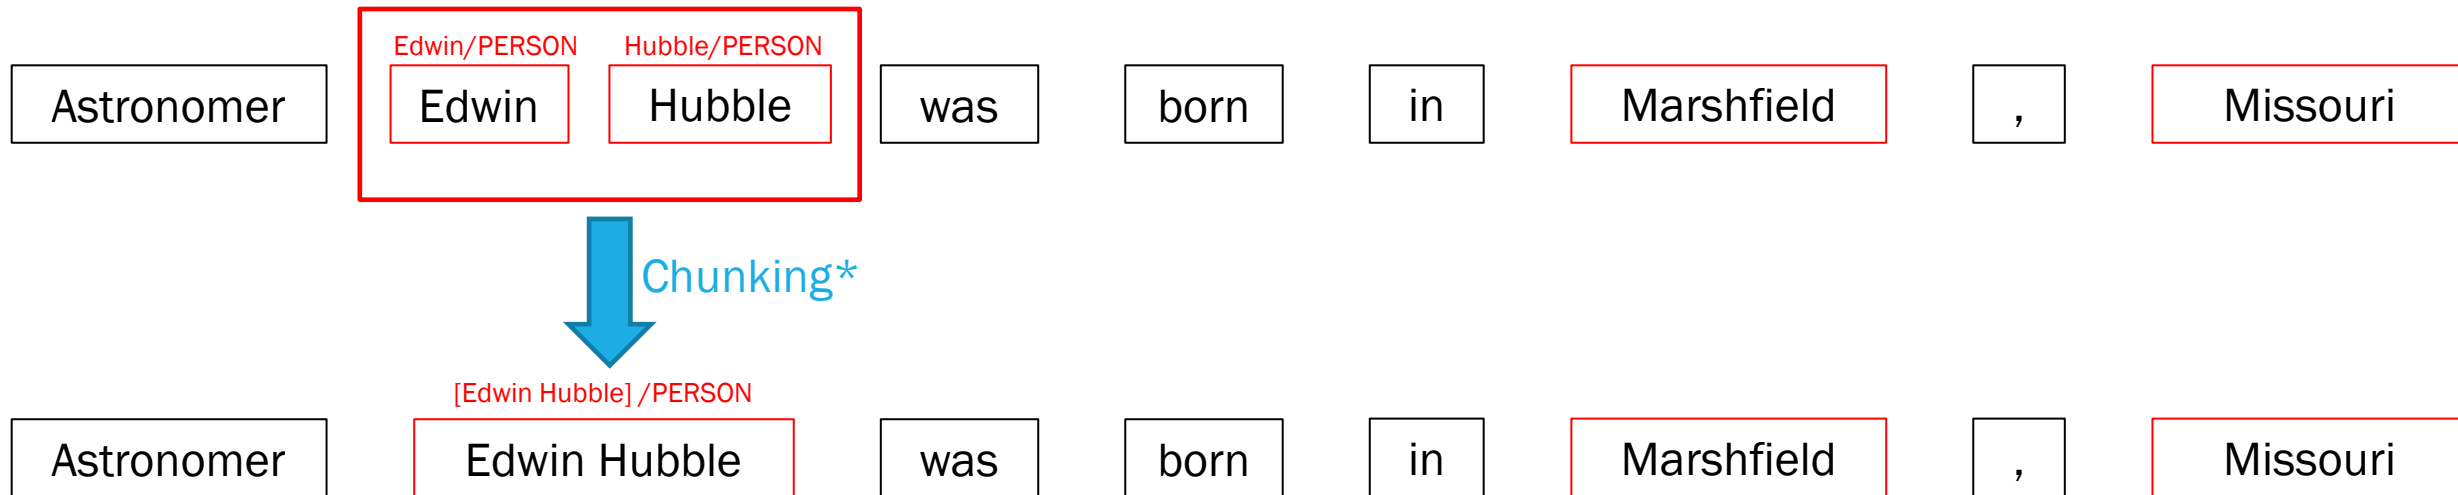 Edwin/PERSON Hubble/PERSON
Astronomer Edwin Hubble was born in Marshfield , Missouri
Chunking*
[Edwin Hubble] /PERSON
Astronomer Edwin Hubble was born in Marshfield , Missouri